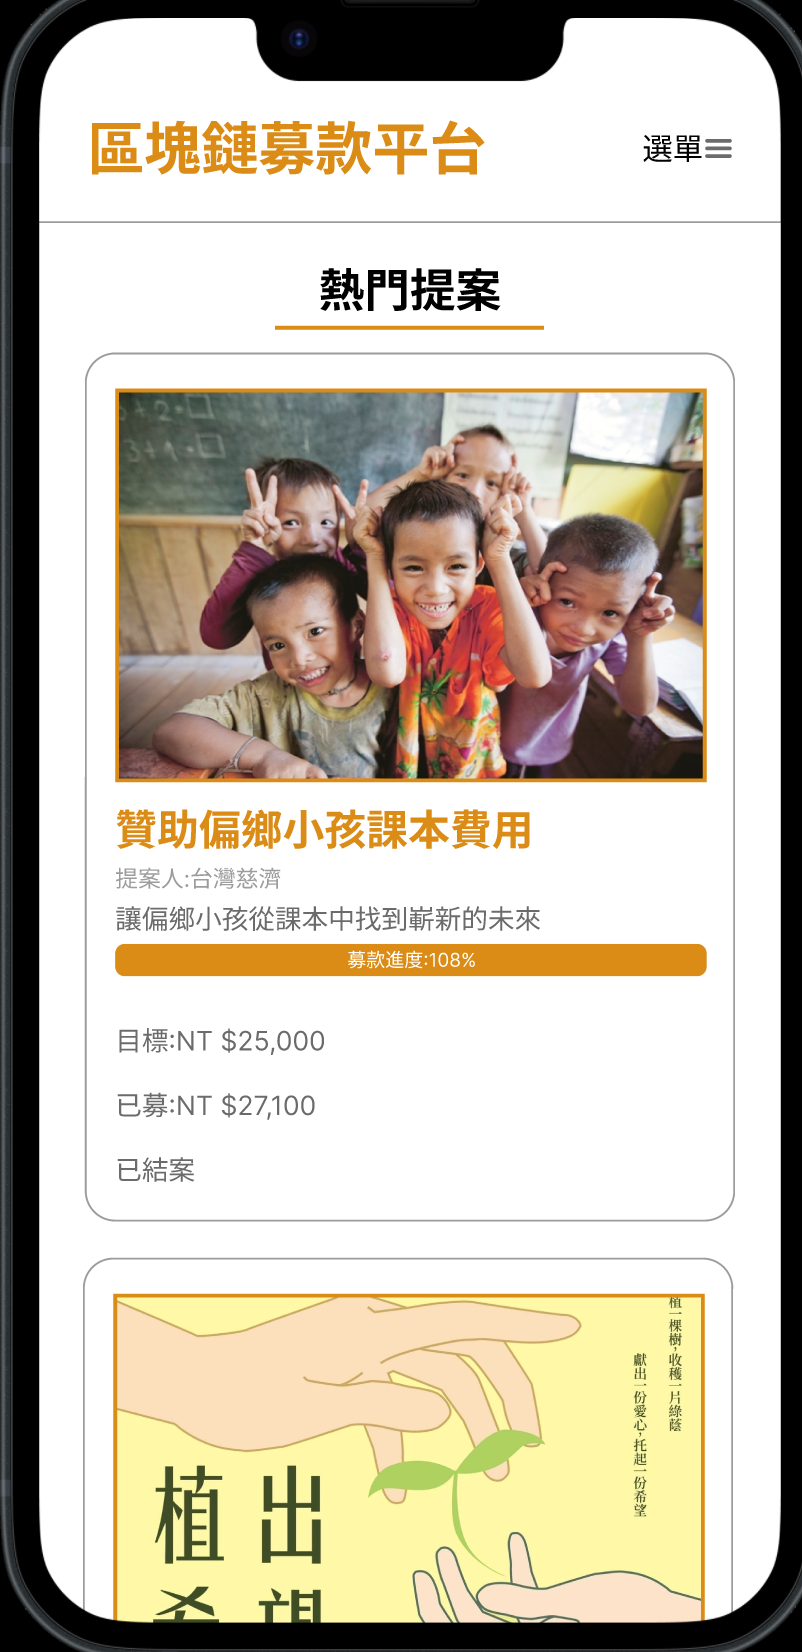 區塊鏈募款平台
選單
熱門提案
贊助偏鄉小孩課本費用
提案人:台灣慈濟
讓偏鄉小孩從課本中找到嶄新的未來
募款進度:108%
目標:NT $25,000
已募:NT $27,100
已結案
植一棵樹，收穫一片綠蔭
獻出一份愛心，托起一份希望
植出
希望